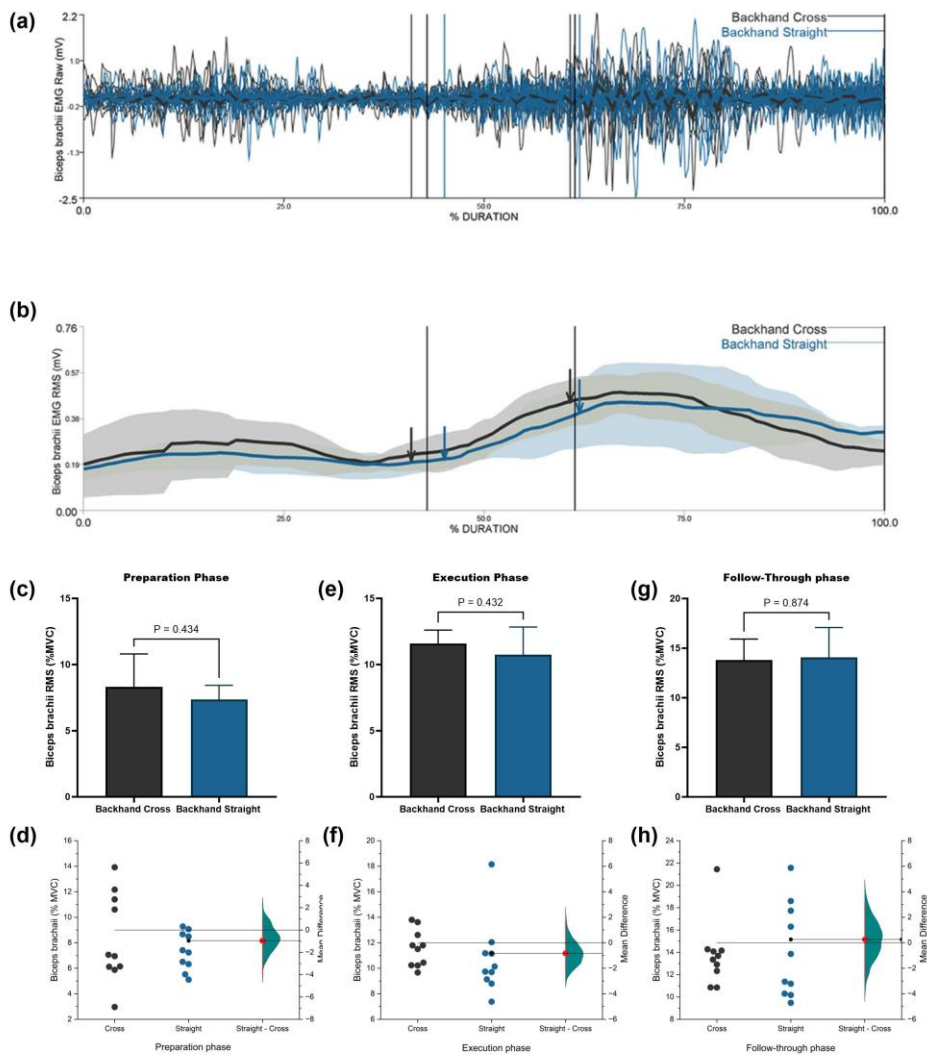 (a)
2.2
1.0
-0.2
-1.3
-2.5
Biceps brachii EMG Raw (mV)
Backhand Cross
Backhand Straight
0.0
25.0
50.0
75.0
100.0
% DURATION
(b)
0.76
0.57
0.38
0.19
0.00
Biceps brachii EMG RMS (mV)
Backhand Cross
Backhand Straight
0.0
25.0
50.0
75.0
100.0
% DURATION
(c)
Preparation Phase
P = 0.434
15
10
5
0
Biceps brachii RMS (%MVC)
Backhand Cross Backhand Straight
(e)
Execution Phase
P = 0.432
15
10
5
0
Biceps brachii RMS (%MVC)
Backhand Cross Backhand Straight
(g)
Follow-Through phase
P = 0.874
20
15
10
5
0
Biceps brachii RMS (%MVC)
Backhand Cross Backhand Straight
(d)
16
14
12
10
8
6
4
2
Biceps brachaii (% MVC)
8
6
4
2
0
−2
−4
−6
−8
Mean Difference
Cross Straight Straight - Cross
Preparation phase
(f)
20
18
16
14
12
10
8
6
Biceps brachaii (% MVC)
8
6
4
2
0
−2
−4
−6
−8
Mean Difference
Cross Straight Straight - Cross
Execution phase
(h)
24
22
20
18
16
14
12
10
8
Biceps brachaii (% MVC)
8
6
4
2
0
−2
−4
−6
−8
Mean Difference
Cross Straight Straight - Cross
Follow-through phase